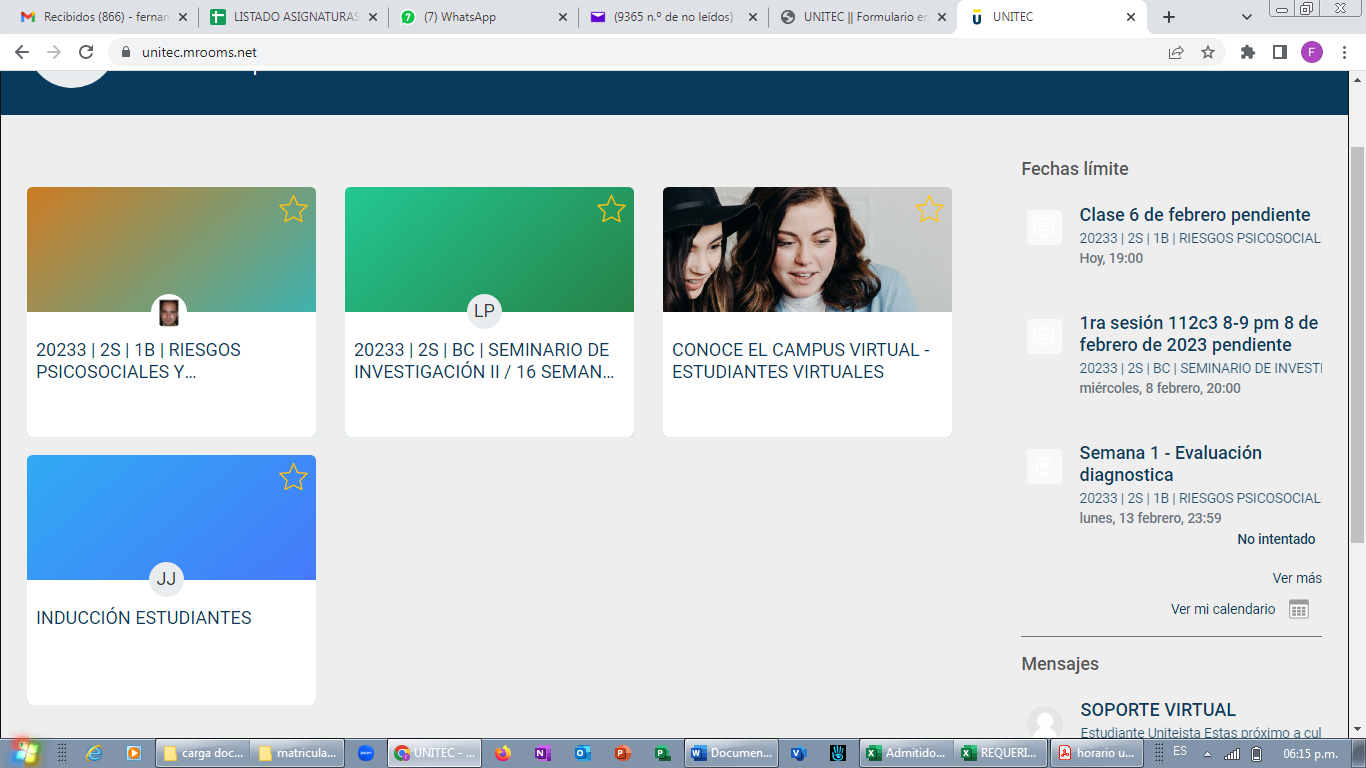 Recibidos (866) - fernan
LISTADO ASIGNATURAS
(7) WhatsApp
(9365 n.º de no leídos) -
UNITEC || Formulario en
UNITEC
unitec.mrooms.net
F
20233 | 2S | 1B | RIESGOS
PSICOSOCIALES Y...
LP
20233 | 2S | BC | SEMINARIO DE
INVESTIGACIÓN II / 16 SEMAN...
CONOCE EL CAMPUS VIRTUAL -
ESTUDIANTES VIRTUALES
JJ
INDUCCIÓN ESTUDIANTES
Fechas límite
Clase 6 de febrero pendiente
20233 | 2S | 1B | RIESGOS PSICOSOCIAL
Hoy, 19:00
1ra sesión 112c3 8-9 pm 8 de
febrero de 2023 pendiente
20233 | 2S | BC | SEMINARIO DE INVESTI
miércoles, 8 febrero, 20:00
Semana 1 - Evaluación
diagnostica
20233 | 2S | 1B | RIESGOS PSICOSOCIAL
lunes, 13 febrero, 23:59
No intentado
Ver más
Ver mi calendario
Mensajes
SOPORTE VIRTUAL
Estudiante Uniteista Estas próximo a cul
carga doc...
matricula...
UNITEC - ...
Documen...
Admitido...
REQUERI...
horario u...
ES
06:15 p.m.